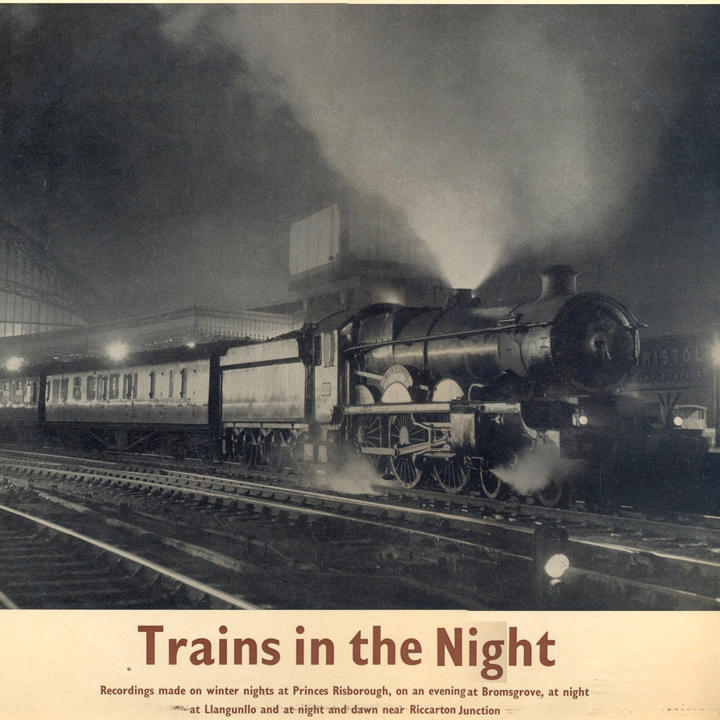 BRISTOL
Trains in the Night
Recordings made on winter nights at Princes Risborough, on an evening at Bromsgrove, at night
at Llangunllo and at night and dawn near Riccarton Junction